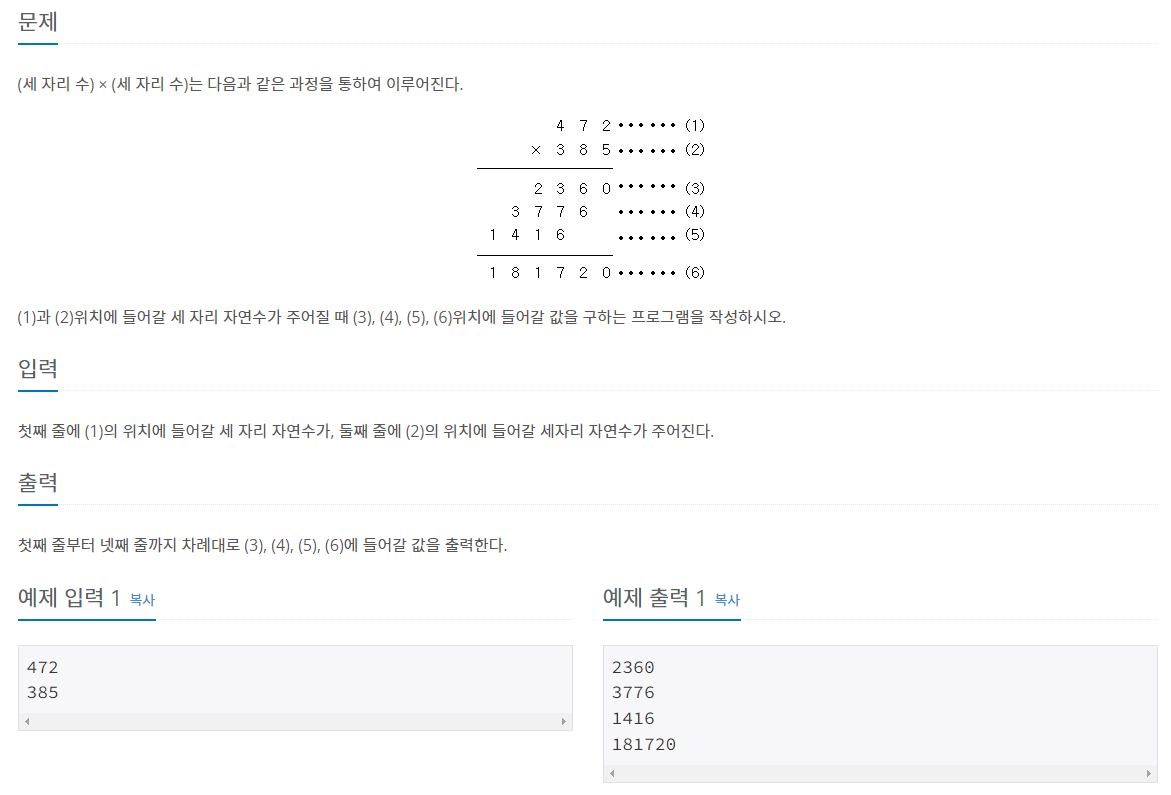 문제
(세 자리 수) × (세 자리 수)는 다음과 같은 과정을 통하여 이루어진다.
4 7 2 •••••• (1)
× 3 8 5 •••••• (2)
2 3 6 0 •••••• (3)
3 7 7 6 •••••• (4)
1 4 1 6 •••••• (5)
1 8 1 7 2 0 •••••• (6)
(1)과 (2)위치에 들어갈 세 자리 자연수가 주어질 때 (3), (4), (5), (6)위치에 들어갈 값을 구하는 프로그램을 작성하시오.
입력
첫째 줄에 (1)의 위치에 들어갈 세 자리 자연수가, 둘째 줄에 (2)의 위치에 들어갈 세자리 자연수가 주어진다.
출력
첫째 줄부터 넷째 줄까지 차례대로 (3), (4), (5), (6)에 들어갈 값을 출력한다.
예제 입력 1 복사
472
385
예제 출력 1 복사
2360
3776
1416
181720